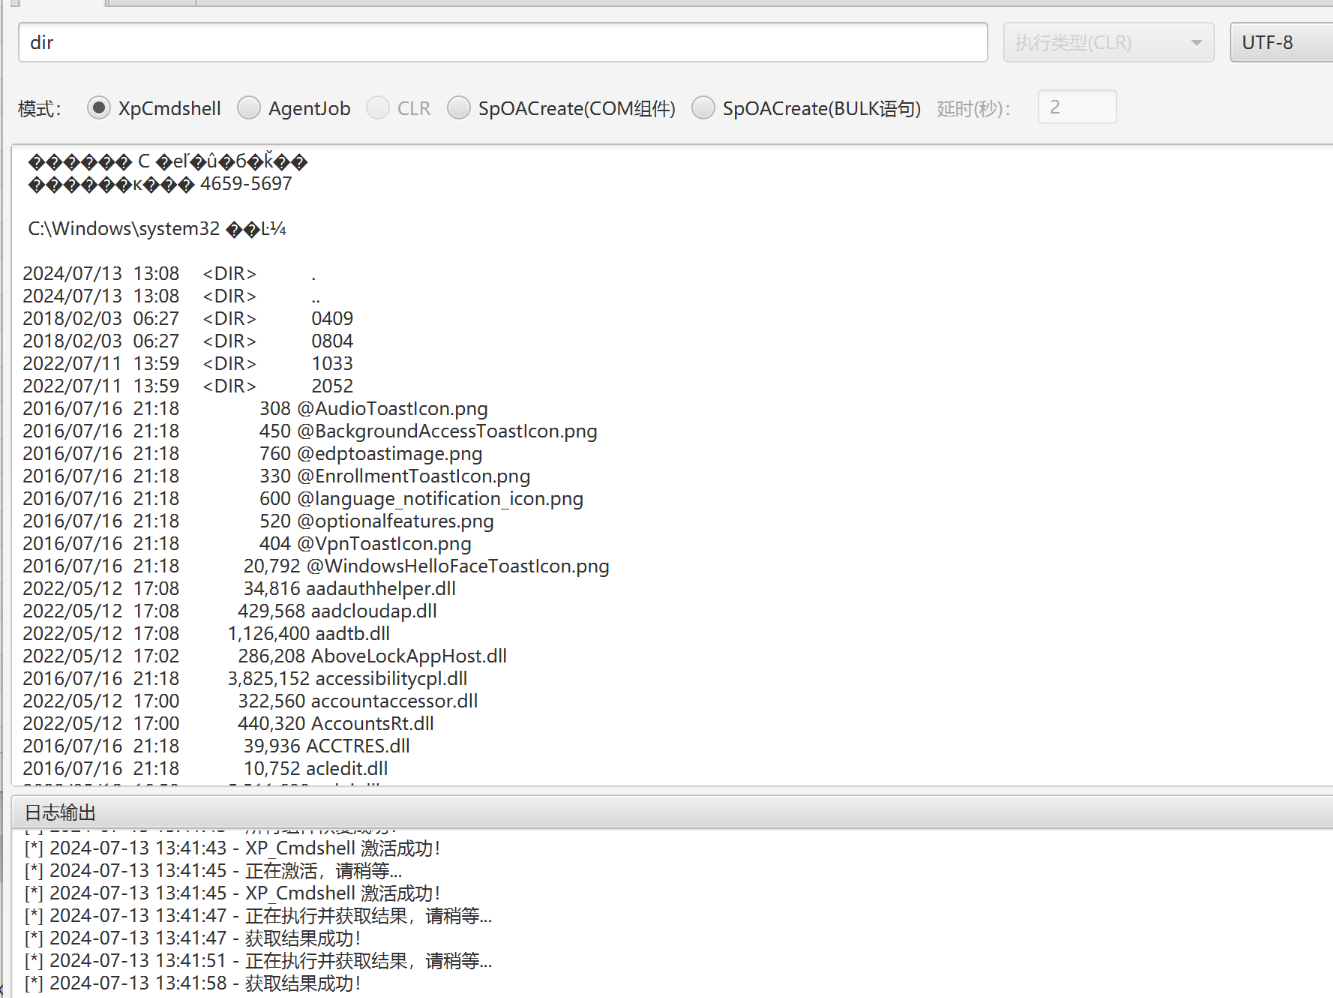 dir
执行类型(CLR)
UTF-8
模式：
XpCmdshell
AgentJob
CLR
SpOACreate(COM组件)
SpOACreate(BULK语句)
延时(秒)：
2
������ C �eľ�û�б�ǩ��
������к��� 4659-5697
C:\Windows\system32 ��Ŀ¼
2024/07/13 13:08 <DIR> .
2024/07/13 13:08 <DIR> ..
2018/02/03 06:27 <DIR> 0409
2018/02/03 06:27 <DIR> 0804
2022/07/11 13:59 <DIR> 1033
2022/07/11 13:59 <DIR> 2052
2016/07/16 21:18 308 @AudioToastIcon.png
2016/07/16 21:18 450 @BackgroundAccessToastIcon.png
2016/07/16 21:18 760 @edptoastimage.png
2016/07/16 21:18 330 @EnrollmentToastIcon.png
2016/07/16 21:18 600 @language_notification_icon.png
2016/07/16 21:18 520 @optionalfeatures.png
2016/07/16 21:18 404 @VpnToastIcon.png
2016/07/16 21:18 20,792 @WindowsHelloFaceToastIcon.png
2022/05/12 17:08 34,816 aadauthhelper.dll
2022/05/12 17:08 429,568 aadcloudap.dll
2022/05/12 17:08 1,126,400 aadtb.dll
2022/05/12 17:02 286,208 AboveLockAppHost.dll
2016/07/16 21:18 3,825,152 accessibilitycpl.dll
2022/05/12 17:00 322,560 accountaccessor.dll
2022/05/12 17:00 440,320 AccountsRt.dll
2016/07/16 21:18 39,936 ACCTRES.dll
2016/07/16 21:18 10,752 acledit.dll
日志输出
[*] 2024-07-13 13:41:43 - XP_Cmdshell 激活成功！
[*] 2024-07-13 13:41:45 - 正在激活，请稍等...
[*] 2024-07-13 13:41:45 - XP_Cmdshell 激活成功！
[*] 2024-07-13 13:41:47 - 正在执行并获取结果，请稍等...
[*] 2024-07-13 13:41:47 - 获取结果成功！
[*] 2024-07-13 13:41:51 - 正在执行并获取结果，请稍等...
[*] 2024-07-13 13:41:58 - 获取结果成功！